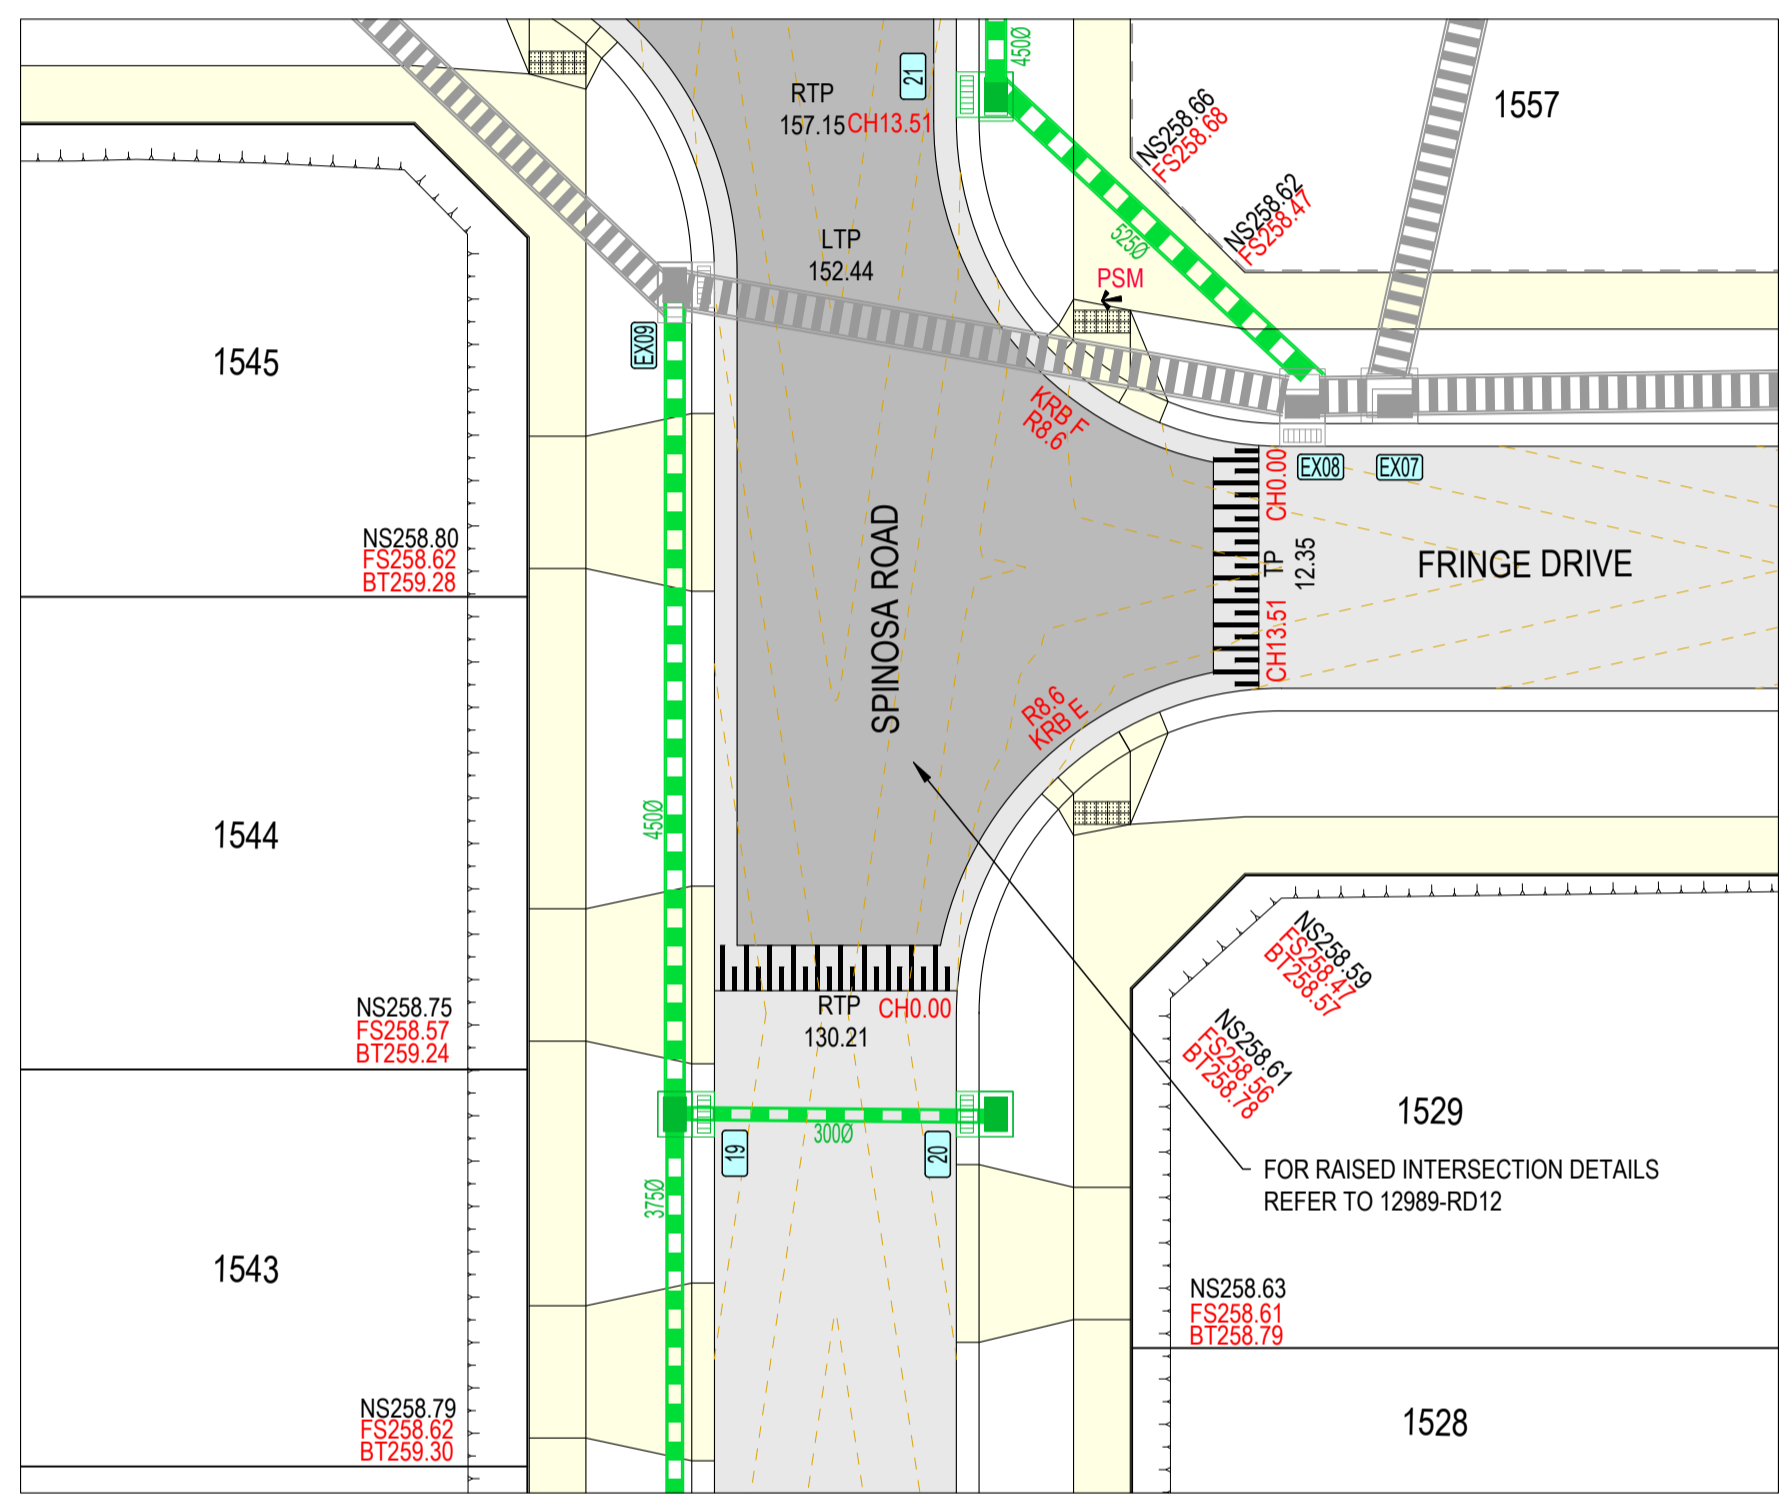 450Ø
21
RTP
157.15
CH13.51
1557
NS258.66
FS258.68
NS258.62
FS258.47
525Ø
LTP
152.44
PSM
EX09
1545
KRB F
R8.6
CH0.00
EX08
EX07
TP
12.35
FRINGE DRIVE
CH13.51
SPINOSA ROAD
NS258.80
FS258.62
BT259.28
R8.6
KRB E
450Ø
1544
NS258.59
FS258.47
BT258.57
NS258.75
FS258.57
BT259.24
RTP
130.21
CH0.00
NS258.61
FS258.56
BT258.78
1529
300Ø
19
20
375Ø
FOR RAISED INTERSECTION DETAILS
REFER TO 12989-RD12
1543
NS258.63
FS258.61
BT258.79
NS258.79
FS258.62
BT259.30
1528